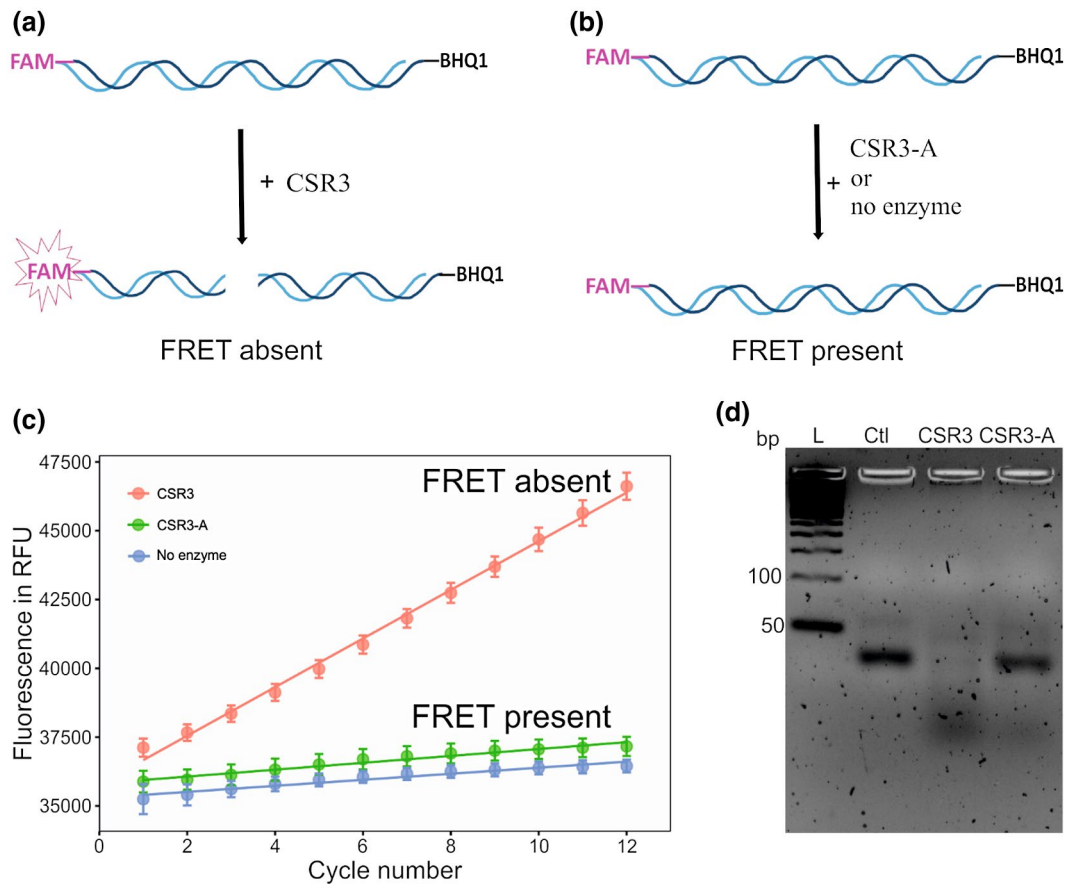 (a)
FAM
BHQ1
+ CSR3
FAM
BHQ1
FRET absent
(b)
FAM
BHQ1
CSR3-A
+ or
no enzyme
FAM
BHQ1
FRET present
(c)
47500
45000
42500
40000
37500
35000
Fluorescence in RFU
CSR3
CSR3-A
No enzyme
FRET absent
FRET present
0 2 4 6 8 10 12
Cycle number
(d)
bp L Ctl CSR3 CSR3-A
100
50